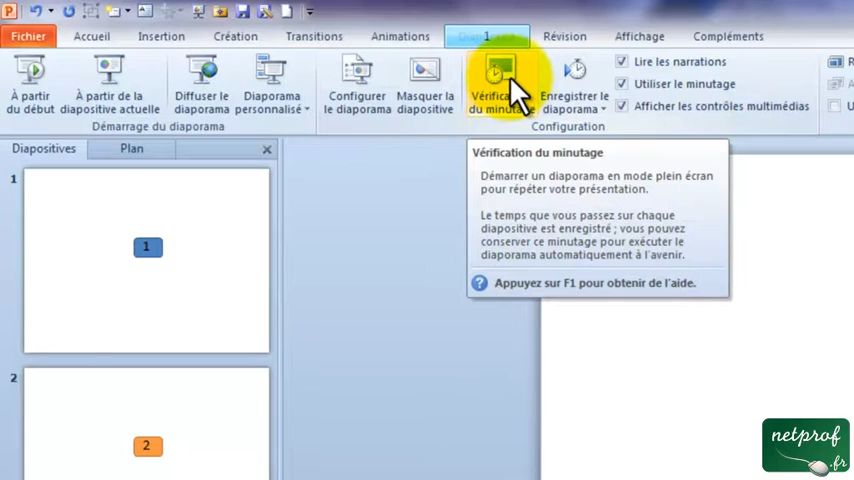 Fichier Accueil Insertion Création Transitions Animations 1 Révision Affichage Compléments
À partir du début
À partir de la diapositive actuelle
Diffuser le diaporama
Diaporama personnalisé
Configurer le diaporama
Masquer la diapositive
du
Enregistrer le diaporama
Lire les narrations
Utiliser le minutage
Afficher les contrôles multimédias
Démarrage du diaporama
Configuration
Diapositives Plan
Vérification du minutage
Démarrer un diaporama en mode plein écran
pour répéter votre présentation.
Le temps que vous passez sur chaque
diapositive est enregistré ; vous pouvez
conserver ce minutage pour exécuter le
diaporama automatiquement à l'avenir.
Appuyez sur F1 pour obtenir de l'aide.
1
1
2
2
netprof
.fr